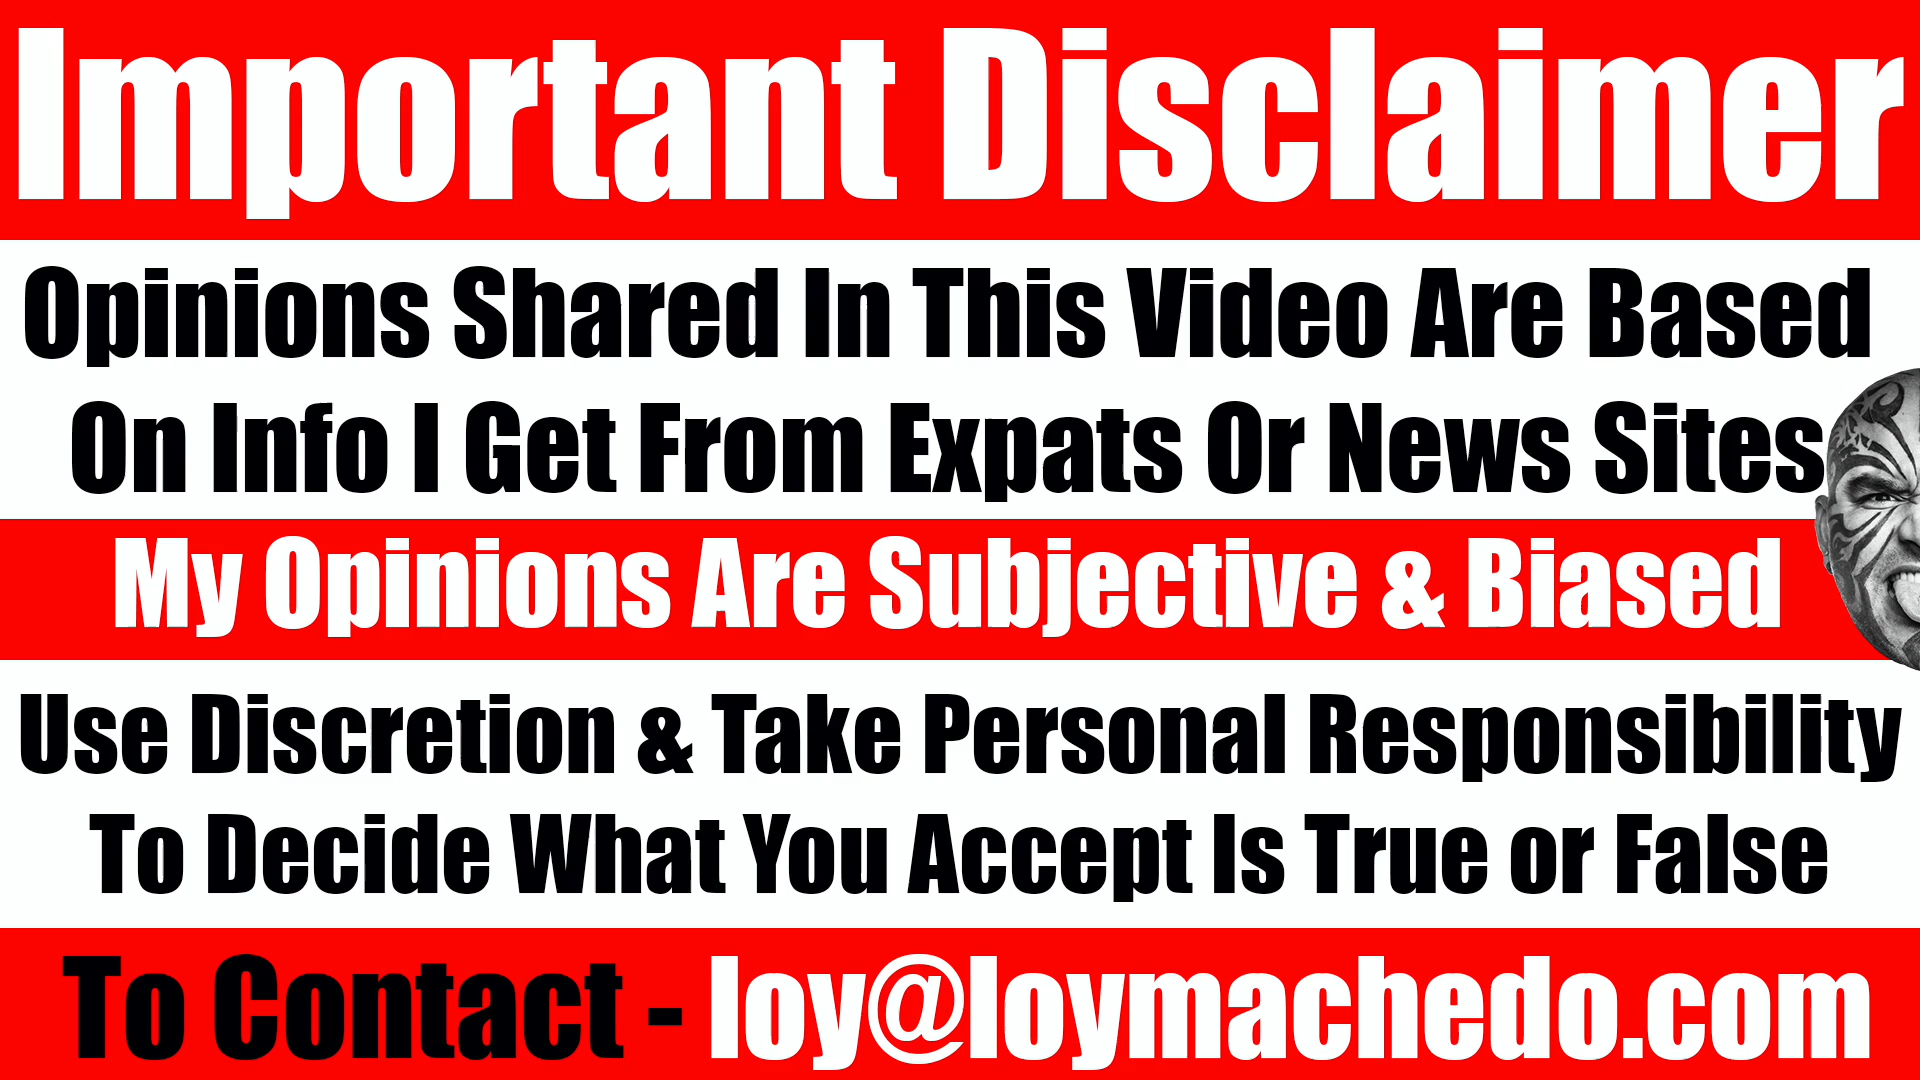 Important Disclaimer
Opinions Shared In This Video Are Based
On Info I Get From Expats Or News Sites
My Opinions Are Subjective & Biased
Use Discretion & Take Personal Responsibility
To Decide What You Accept Is True or False
To Contact - loy@loymachedo.com